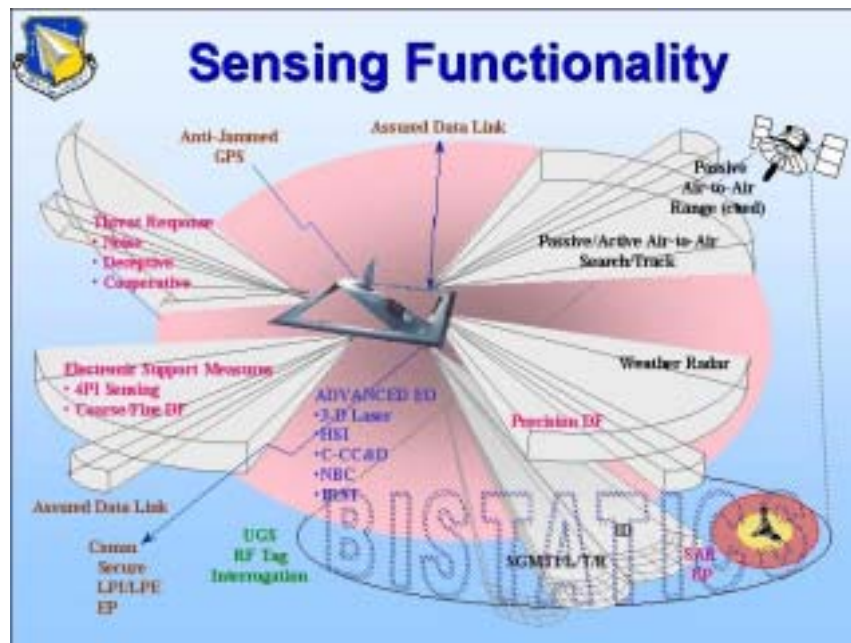 Sensing Functionality
Anti-Jammed
GPS
Assured Data Link
Passive
Air-to-Air
Range (cued)
Threat Response
• Noise
• Deceptive
• Cooperative
Passive/Active Air-to-Air
Search/Track
Electronic Support Measures
• 4PI Sensing
• Coarse/Fine DF
Weather Radar
ADVANCED EO
• 3-D Laser
• HSI
• C-CC&D
• NBC
• IRST
Precision DF
Assured Data Link
Comm
Secure
LPI/LPE
EP
UGS
RF Tag
Interrogation
BISTATICS
ID
SGMTI/L/T/R
SAR